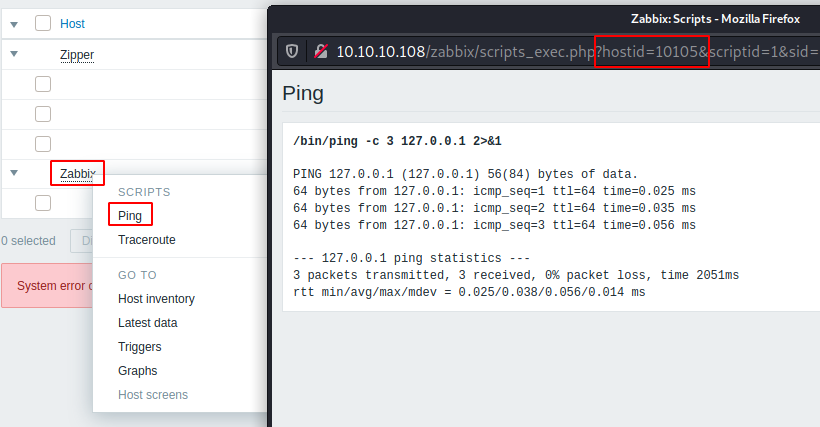 Host
Zipper
Zabbix
SCRIPTS
Ping
Traceroute
GO TO
Host inventory
Latest data
Triggers
Graphs
Host screens
0 selected
System error
Zabbix: Scripts - Mozilla Firefox
10.10.10.108/zabbix/scripts_exec.php?hostid=10105&scriptid=1&sid=
Ping
/bin/ping -c 3 127.0.0.1 2>&1
PING 127.0.0.1 (127.0.0.1) 56(84) bytes of data.
64 bytes from 127.0.0.1: icmp_seq=1 ttl=64 time=0.025 ms
64 bytes from 127.0.0.1: icmp_seq=2 ttl=64 time=0.035 ms
64 bytes from 127.0.0.1: icmp_seq=3 ttl=64 time=0.056 ms
--- 127.0.0.1 ping statistics ---
3 packets transmitted, 3 received, 0% packet loss, time 2051ms
rtt min/avg/max/mdev = 0.025/0.038/0.056/0.014 ms